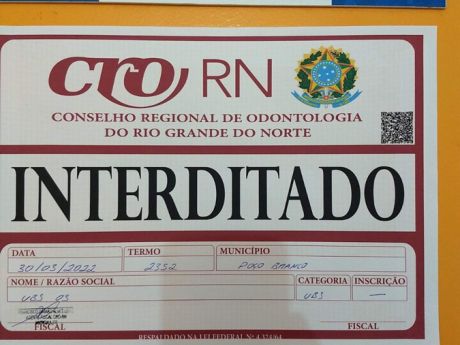 cro RN
CONSELHO REGIONAL DE ODONTOLOGIA
DO RIO GRANDE DO NORTE
INTERDITADO
DATA TERMO MUNICÍPIO
30/03/2022 2352 POÇO BRANCO
NOME / RAZÃO SOCIAL CATEGORIA INSCRIÇÃO
UBS 03 UBS —
FISCAL FISCAL
RESPALDADO NA LEI FEDERAL Nº 4.324/64